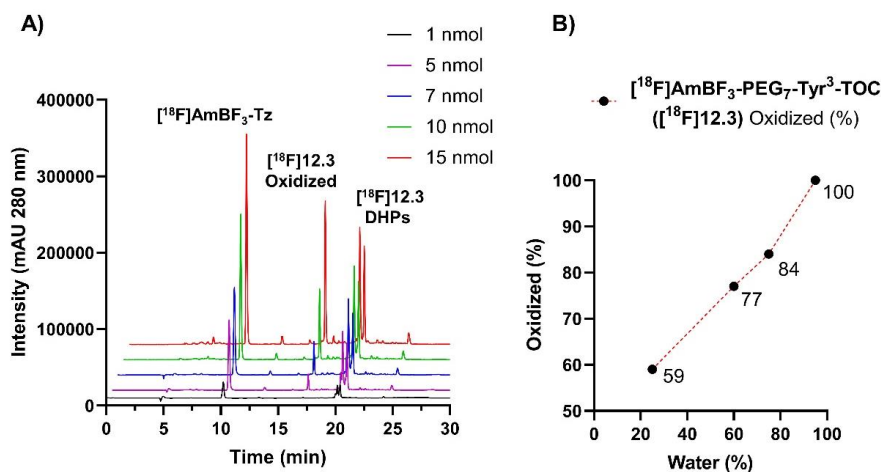 A)
1 nmol
5 nmol
7 nmol
10 nmol
15 nmol
400000
300000
200000
100000
0
Intensity (mAU 280 nm)
[¹⁸F]AmBF₃-Tz
[¹⁸F]12.3
Oxidized
[¹⁸F]12.3
DHPs
0 5 10 15 20 25 30
Time (min)
B)
[¹⁸F]AmBF₃-PEG₇-Tyr³-TOC
([¹⁸F]12.3) Oxidized (%)
100
90
80
70
60
50
Oxidized (%)
100
84
77
59
0 20 40 60 80 100
Water (%)